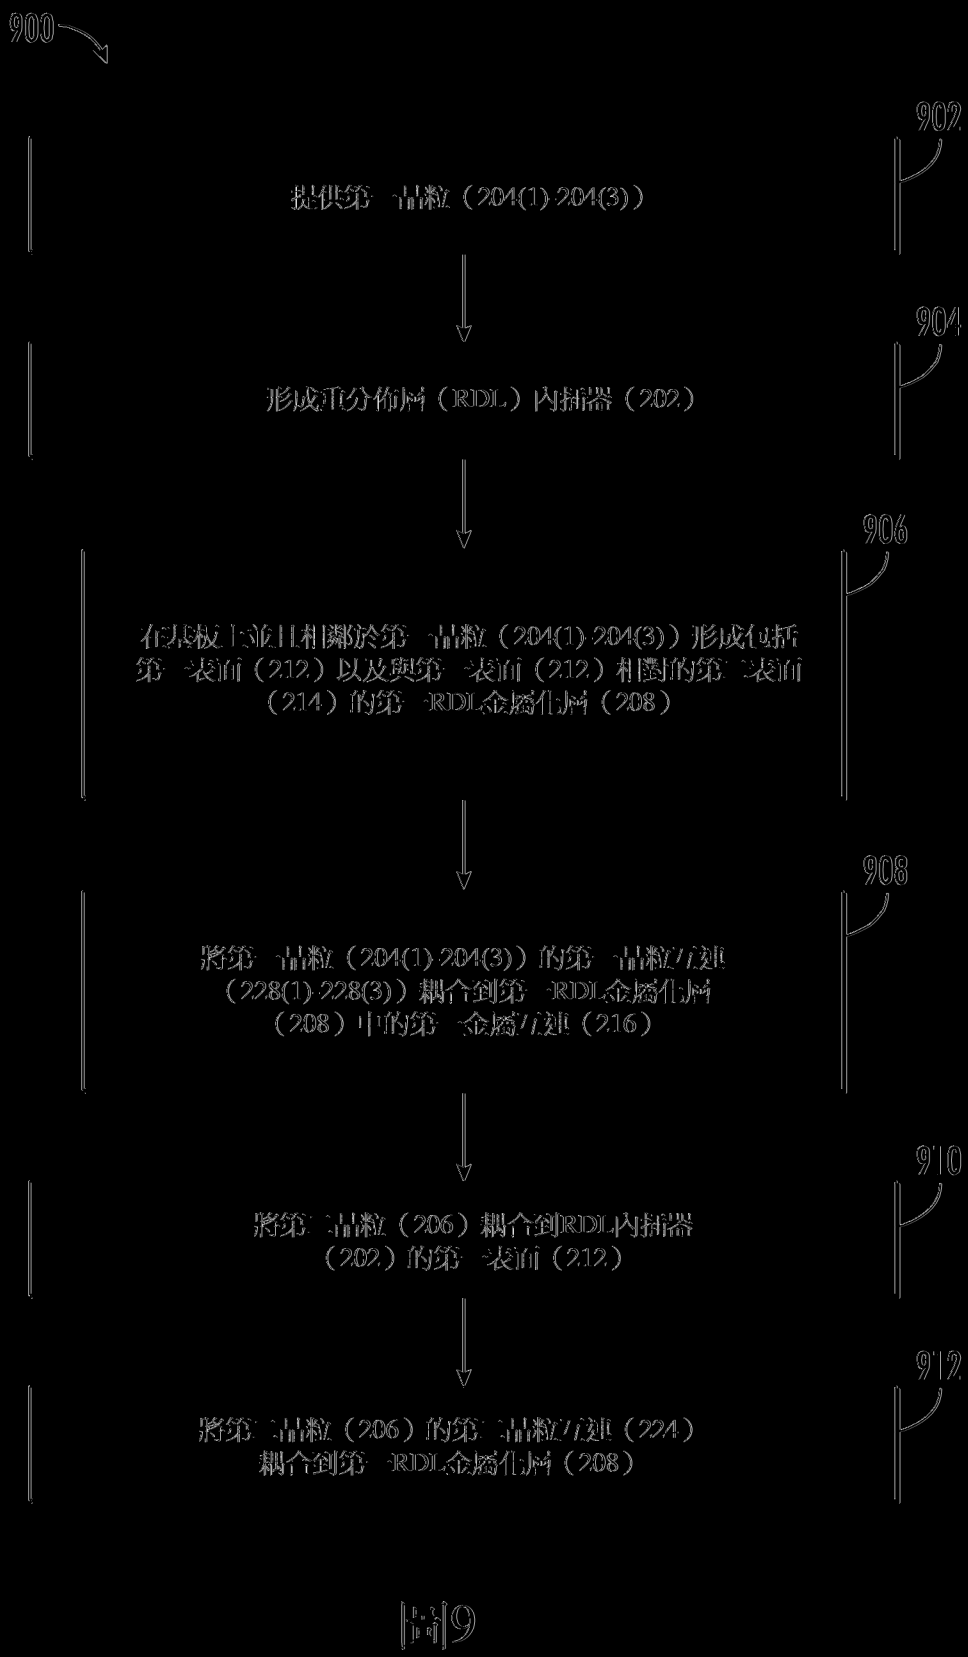 900
902
提供第一晶粒（204(1)-204(3)）
904
形成重分佈層（RDL）內插器（202）
906
在基板上並且相鄰於第一晶粒（204(1)-204(3)）形成包括
第一表面（212）以及與第一表面（212）相對的第二表面
（214）的第一RDL金屬化層（208）
908
將第一晶粒（204(1)-204(3)）的第一晶粒互連
（228(1)-228(3)）耦合到第一RDL金屬化層
（208）中的第一金屬互連（216）
910
將第二晶粒（206）耦合到RDL內插器
（202）的第一表面（212）
912
將第二晶粒（206）的第二晶粒互連（224）
耦合到第一RDL金屬化層（208）
圖9